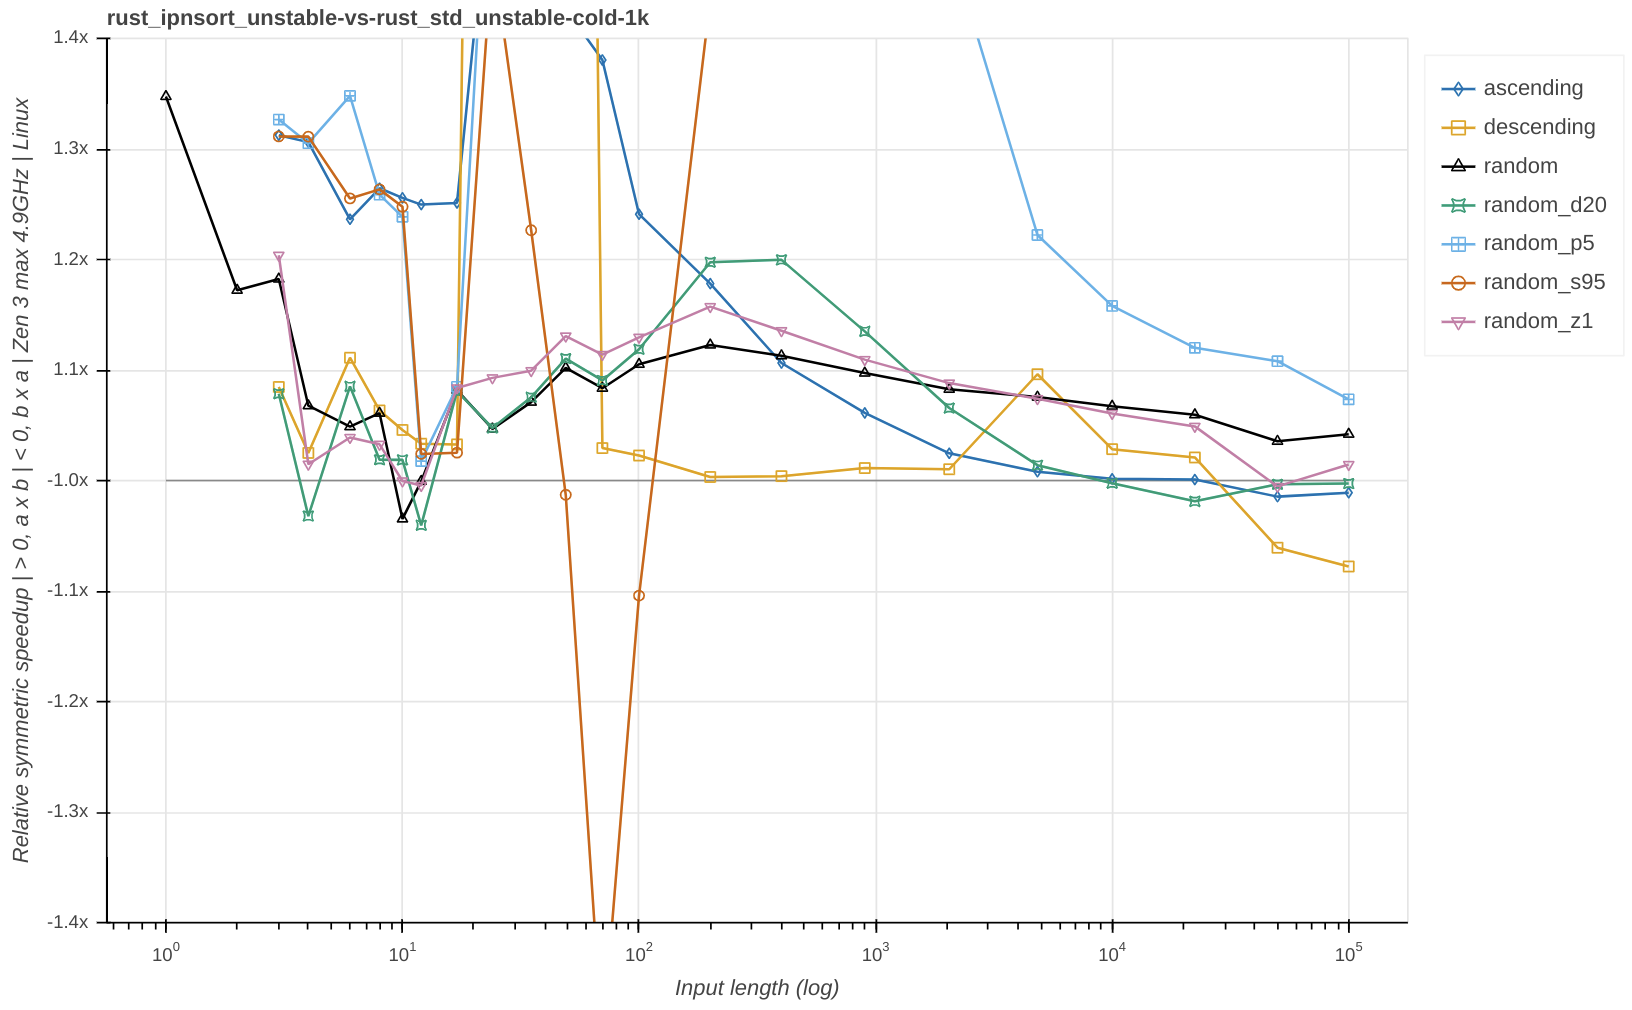 rust_ipnsort_unstable-vs-rust_std_unstable-cold-1k
Relative symmetric speedup | > 0, a x b | < 0, b x a | Zen 3 max 4.9GHz | Linux
1.4x
1.3x
1.2x
1.1x
-1.0x
-1.1x
-1.2x
-1.3x
-1.4x
10⁰ 10¹ 10² 10³ 10⁴ 10⁵
Input length (log)
ascending
descending
random
random_d20
random_p5
random_s95
random_z1